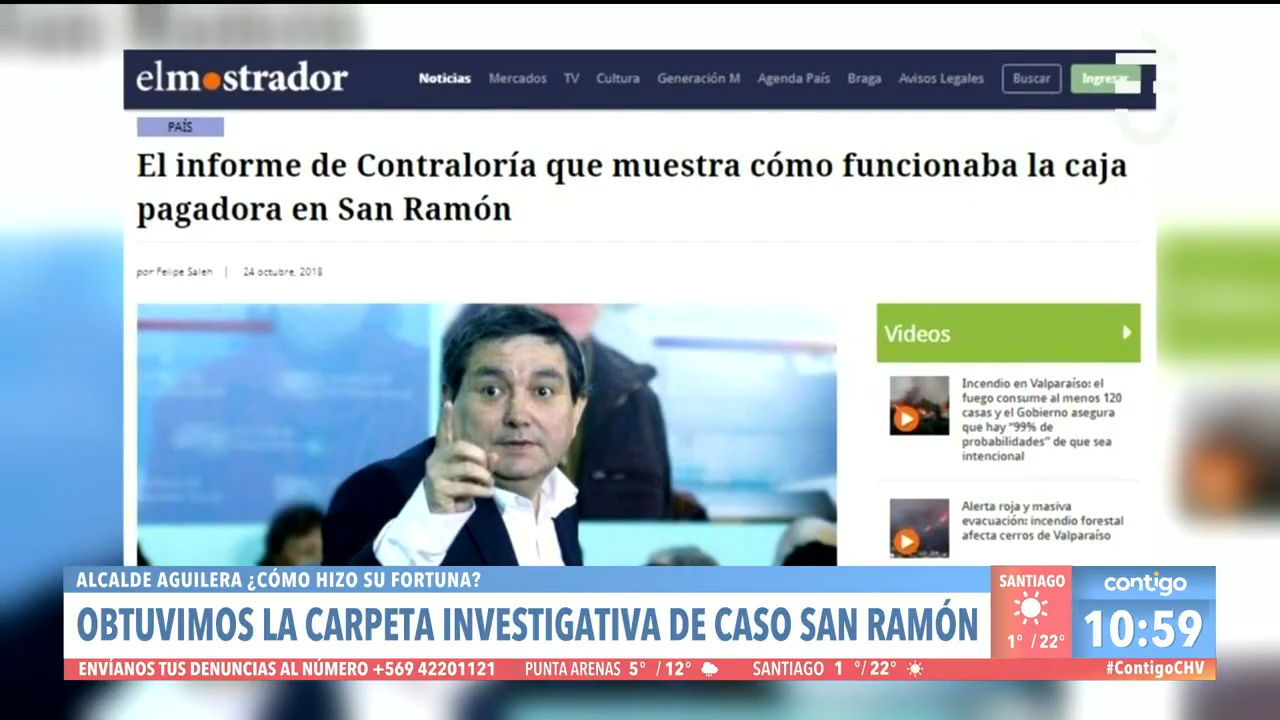 elmostrador
Noticias Mercados TV Cultura Generación M Agenda País Braga Avisos Legales Buscar Ingresar
PAÍS
El informe de Contraloría que muestra cómo funcionaba la caja
pagadora en San Ramón
por Felipe Saleh | 24 octubre, 2018
Videos
Incendio en Valparaíso: el
fuego consume al menos 120
casas y el Gobierno asegura
que hay "99% de
probabilidades" de que sea
intencional
Alerta roja y masiva
evacuación: incendio forestal
afecta cerros de Valparaíso
ALCALDE AGUILERA ¿CÓMO HIZO SU FORTUNA?
OBTUVIMOS LA CARPETA INVESTIGATIVA DE CASO SAN RAMÓN
SANTIAGO
1° / 22°
contigo
10:59
ENVÍANOS TUS DENUNCIAS AL NÚMERO +569 42201121 PUNTA ARENAS 5° / 12° SANTIAGO 1 °/ 22°
#ContigoCHV